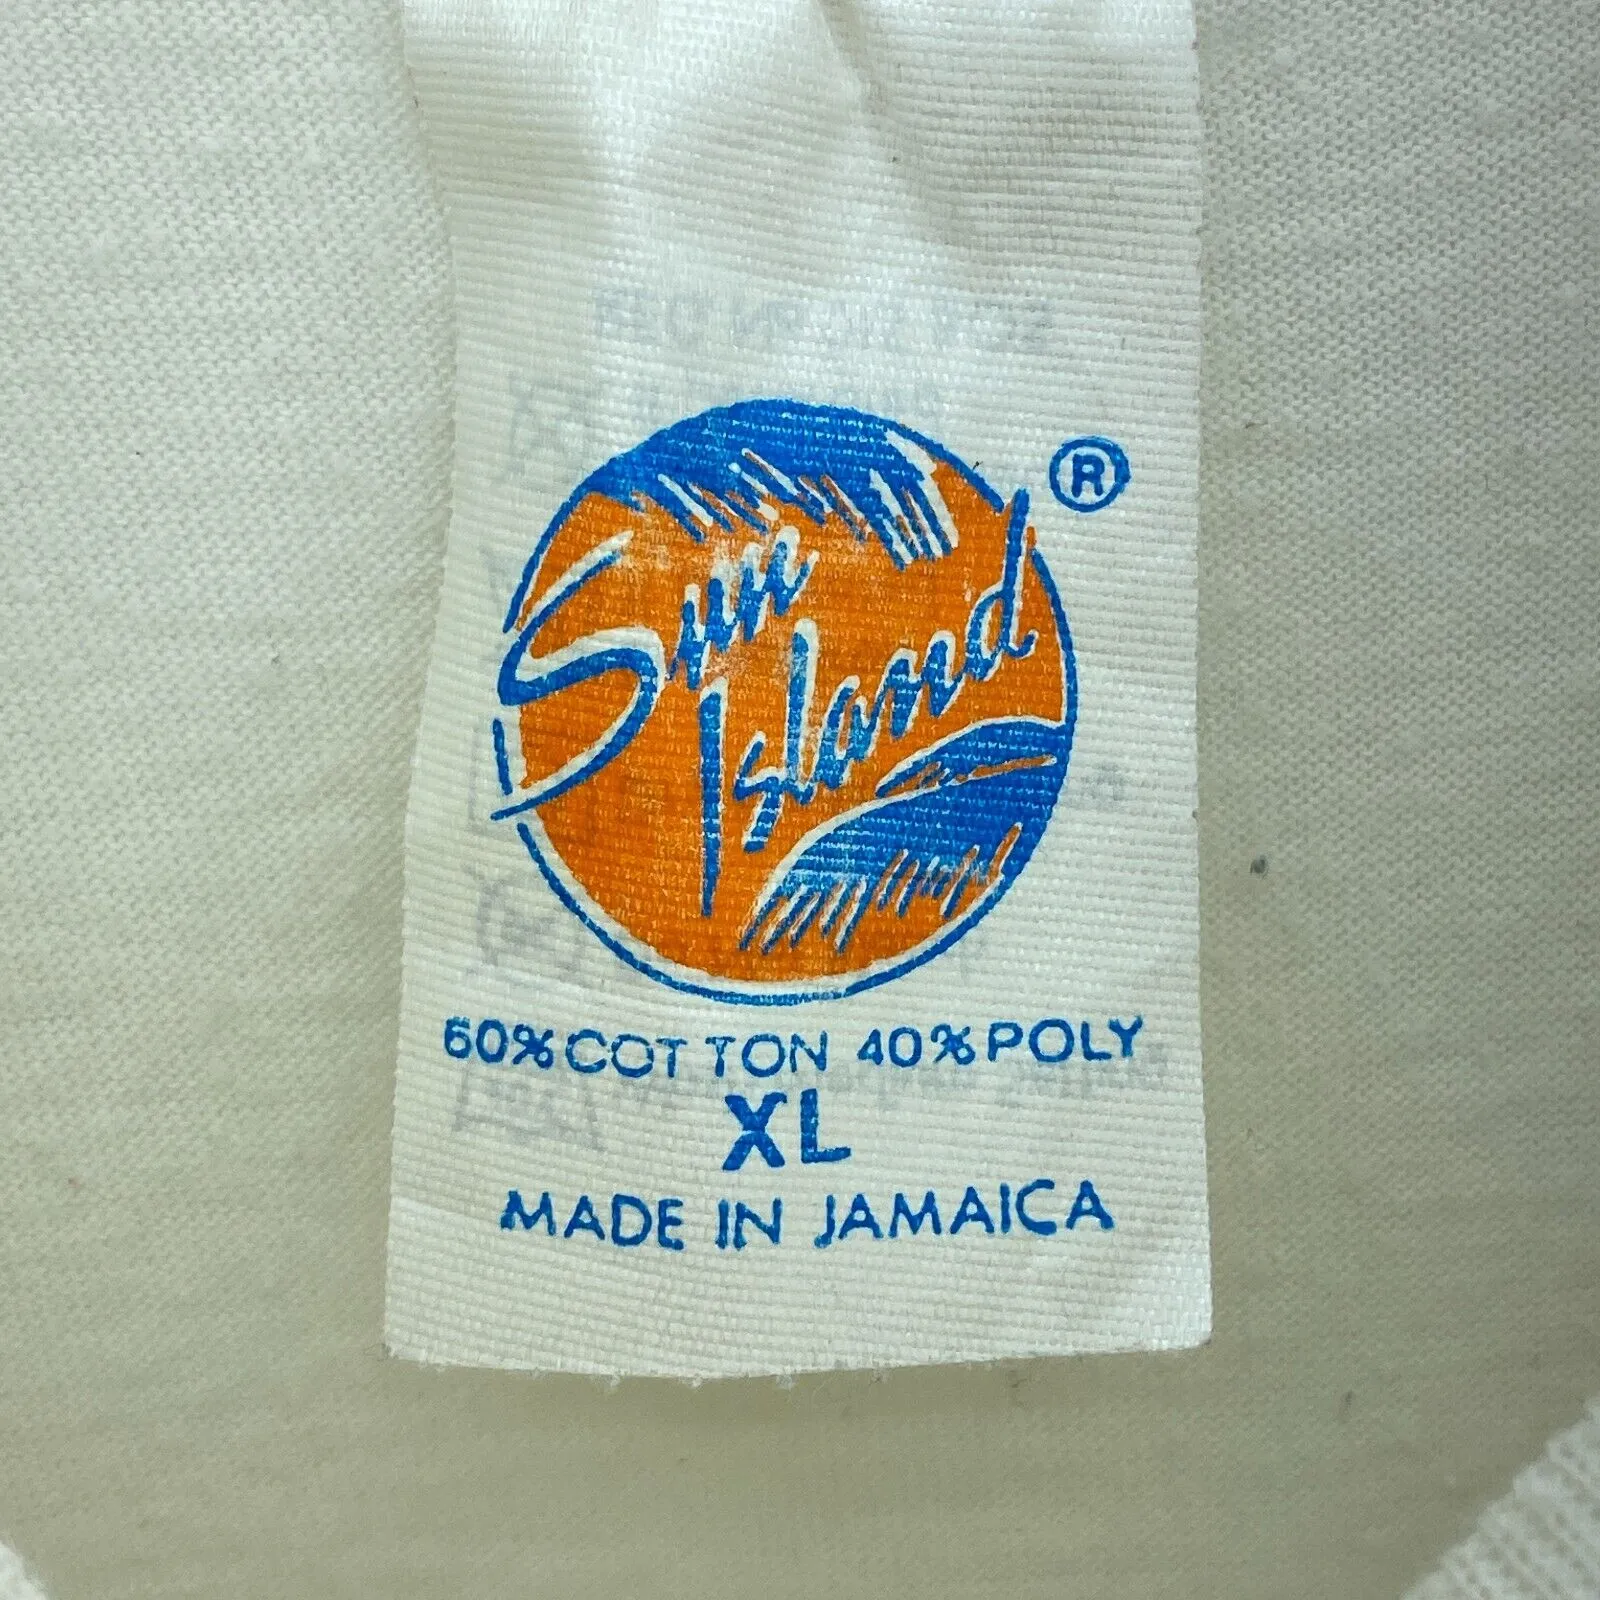 Sun
Island
®
60% COTTON 40% POLY
XL
MADE IN JAMAICA